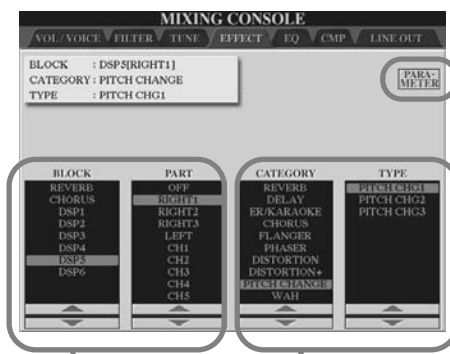 MIXING CONSOLE
VOL / VOICE FILTER TUNE EFFECT EQ CMP LINE OUT
BLOCK : DSP5[RIGHT1]
CATEGORY : PITCH CHANGE
TYPE : PITCH CHG1
PARA-
METER
BLOCK PART CATEGORY TYPE
REVERB OFF REVERB PITCH CHG1
CHORUS RIGHT1 DELAY PITCH CHG2
DSP1 RIGHT2 ER/KARAOKE PITCH CHG3
DSP2 RIGHT3 CHORUS
DSP3 LEFT FLANGER
DSP4 CH1 PHASER
DSP5 CH2 DISTORTION
DSP6 CH3 DISTORTION+
CH4 PITCH CHANGE
CH5 WAH